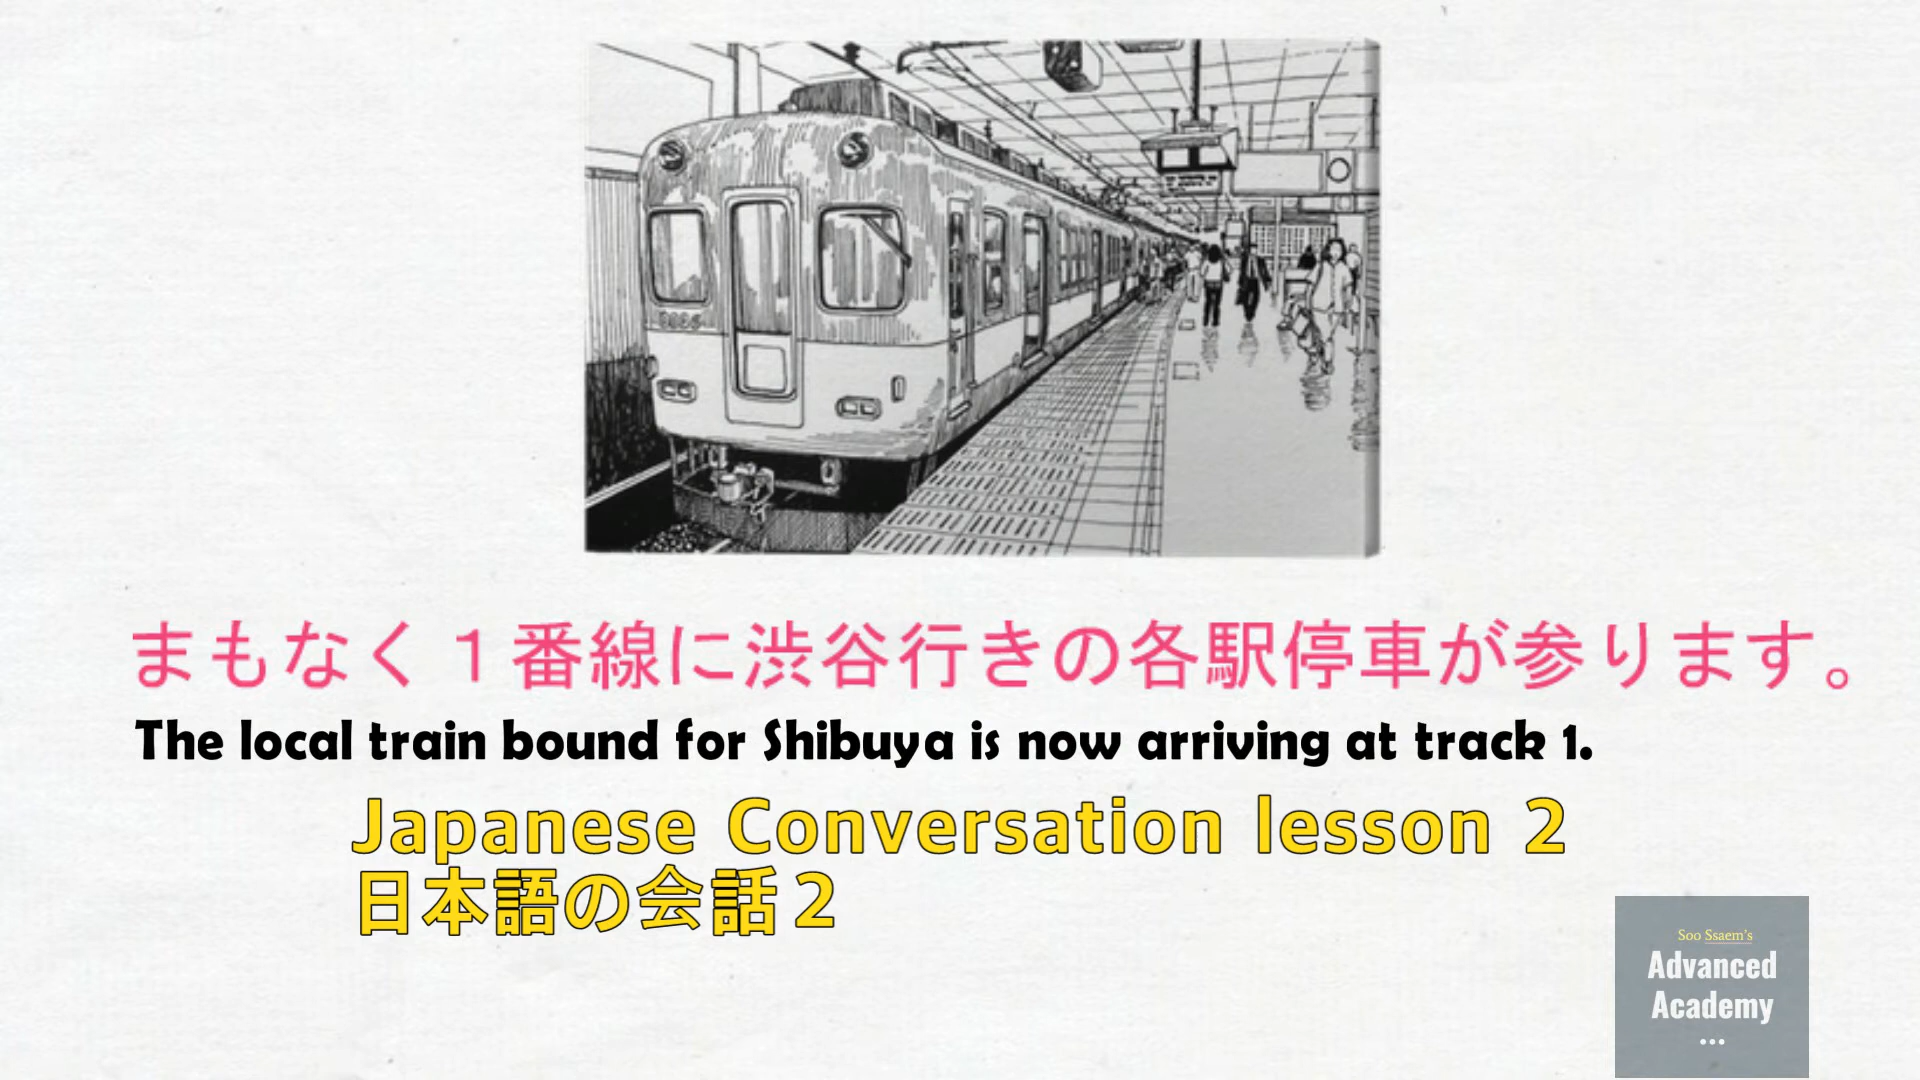 まもなく１番線に渋谷行きの各駅停車が参ります。
The local train bound for Shibuya is now arriving at track 1.
Japanese Conversation lesson 2
日本語の会話２
Soo Ssaem's
Advanced
Academy
...